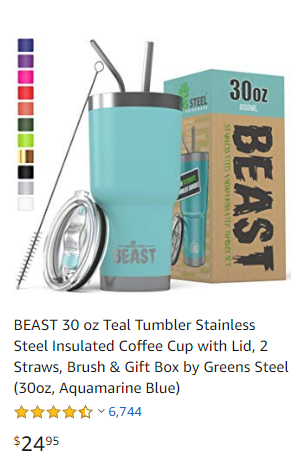 30oz
800ML
BEAST
BEAST
BEAST 30 oz Teal Tumbler Stainless
Steel Insulated Coffee Cup with Lid, 2
Straws, Brush & Gift Box by Greens Steel
(30oz, Aquamarine Blue)
6,744
$24.95